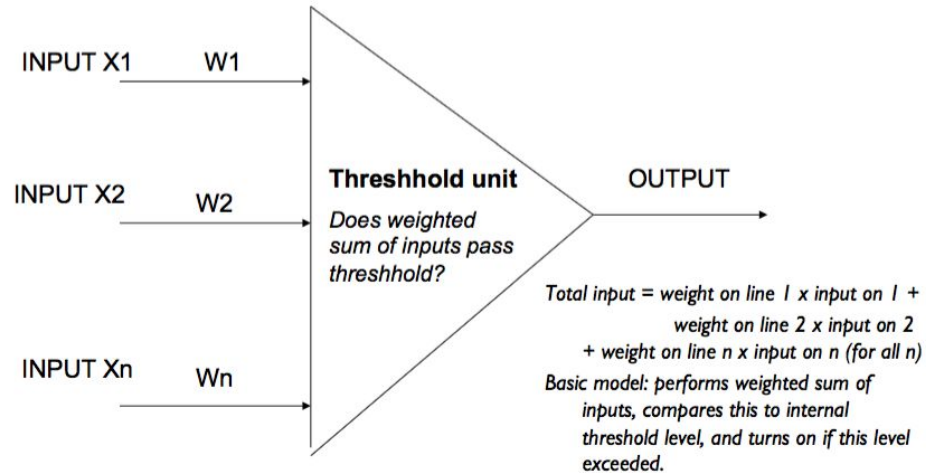 INPUT X1
W1
INPUT X2
W2
INPUT Xn
Wn
Threshhold unit
Does weighted
sum of inputs pass
threshhold?
OUTPUT
Total input = weight on line 1 x input on 1 +
weight on line 2 x input on 2
+ weight on line n x input on n (for all n)
Basic model: performs weighted sum of
inputs, compares this to internal
threshold level, and turns on if this level
exceeded.